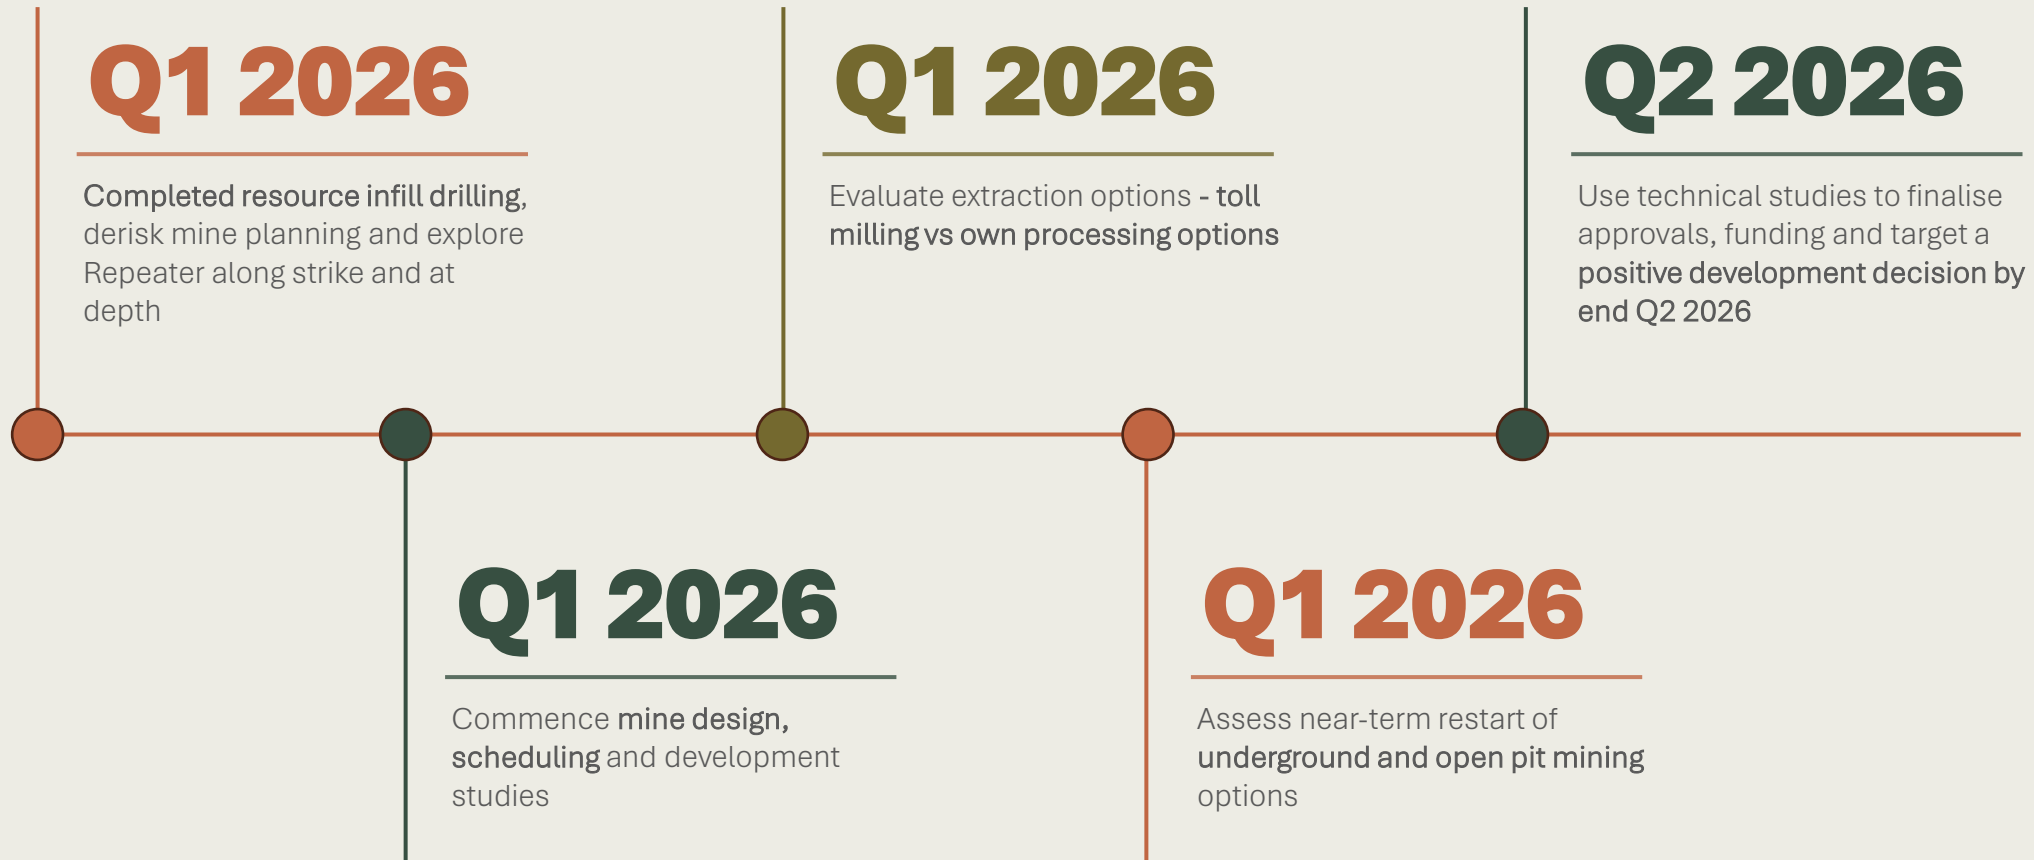 Q1 2026
Completed resource infill drilling,
derisk mine planning and explore
Repeater along strike and at
depth
Q1 2026
Commence mine design,
scheduling and development
studies
Q1 2026
Evaluate extraction options - toll
milling vs own processing options
Q1 2026
Assess near-term restart of
underground and open pit mining
options
Q2 2026
Use technical studies to finalise
approvals, funding and target a
positive development decision by
end Q2 2026